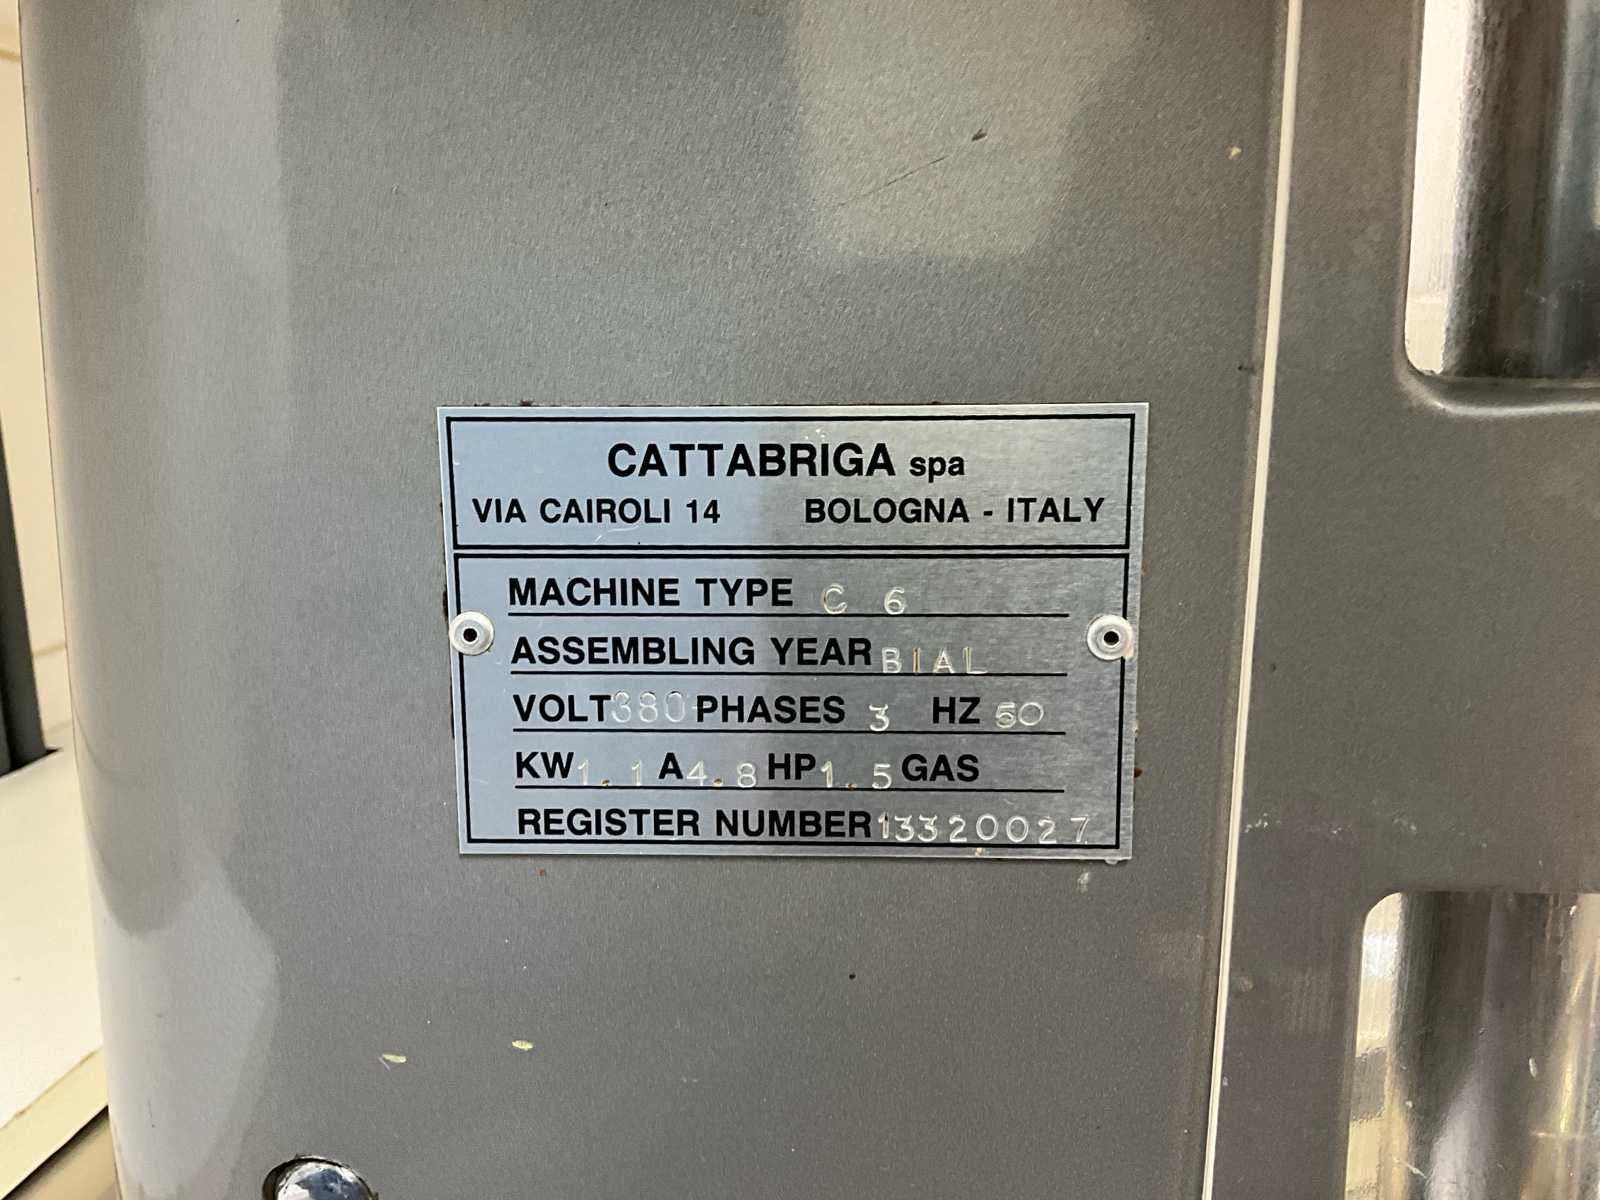 CATTABRIGA spa
VIA CAIROLI 14 BOLOGNA - ITALY
MACHINE TYPE C 6
ASSEMBLING YEAR BIAL
VOLT 380 PHASES 3 HZ 50
KW 1.1 A 4.8 HP 1.5 GAS
REGISTER NUMBER 13320027